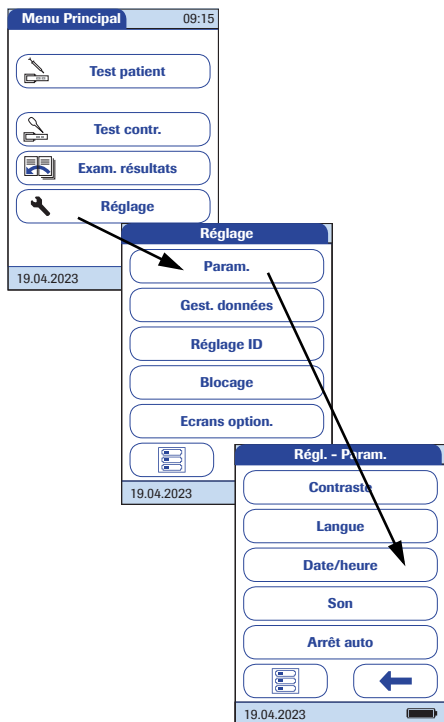 Menu Principal 09:15
Test patient
Test contr.
Exam. résultats
Réglage
19.04.2023
Réglage
Param.
Gest. données
Réglage ID
Blocage
Ecrans option.
19.04.2023
Régl. - Param.
Contraste
Langue
Date/heure
Son
Arrêt auto
19.04.2023